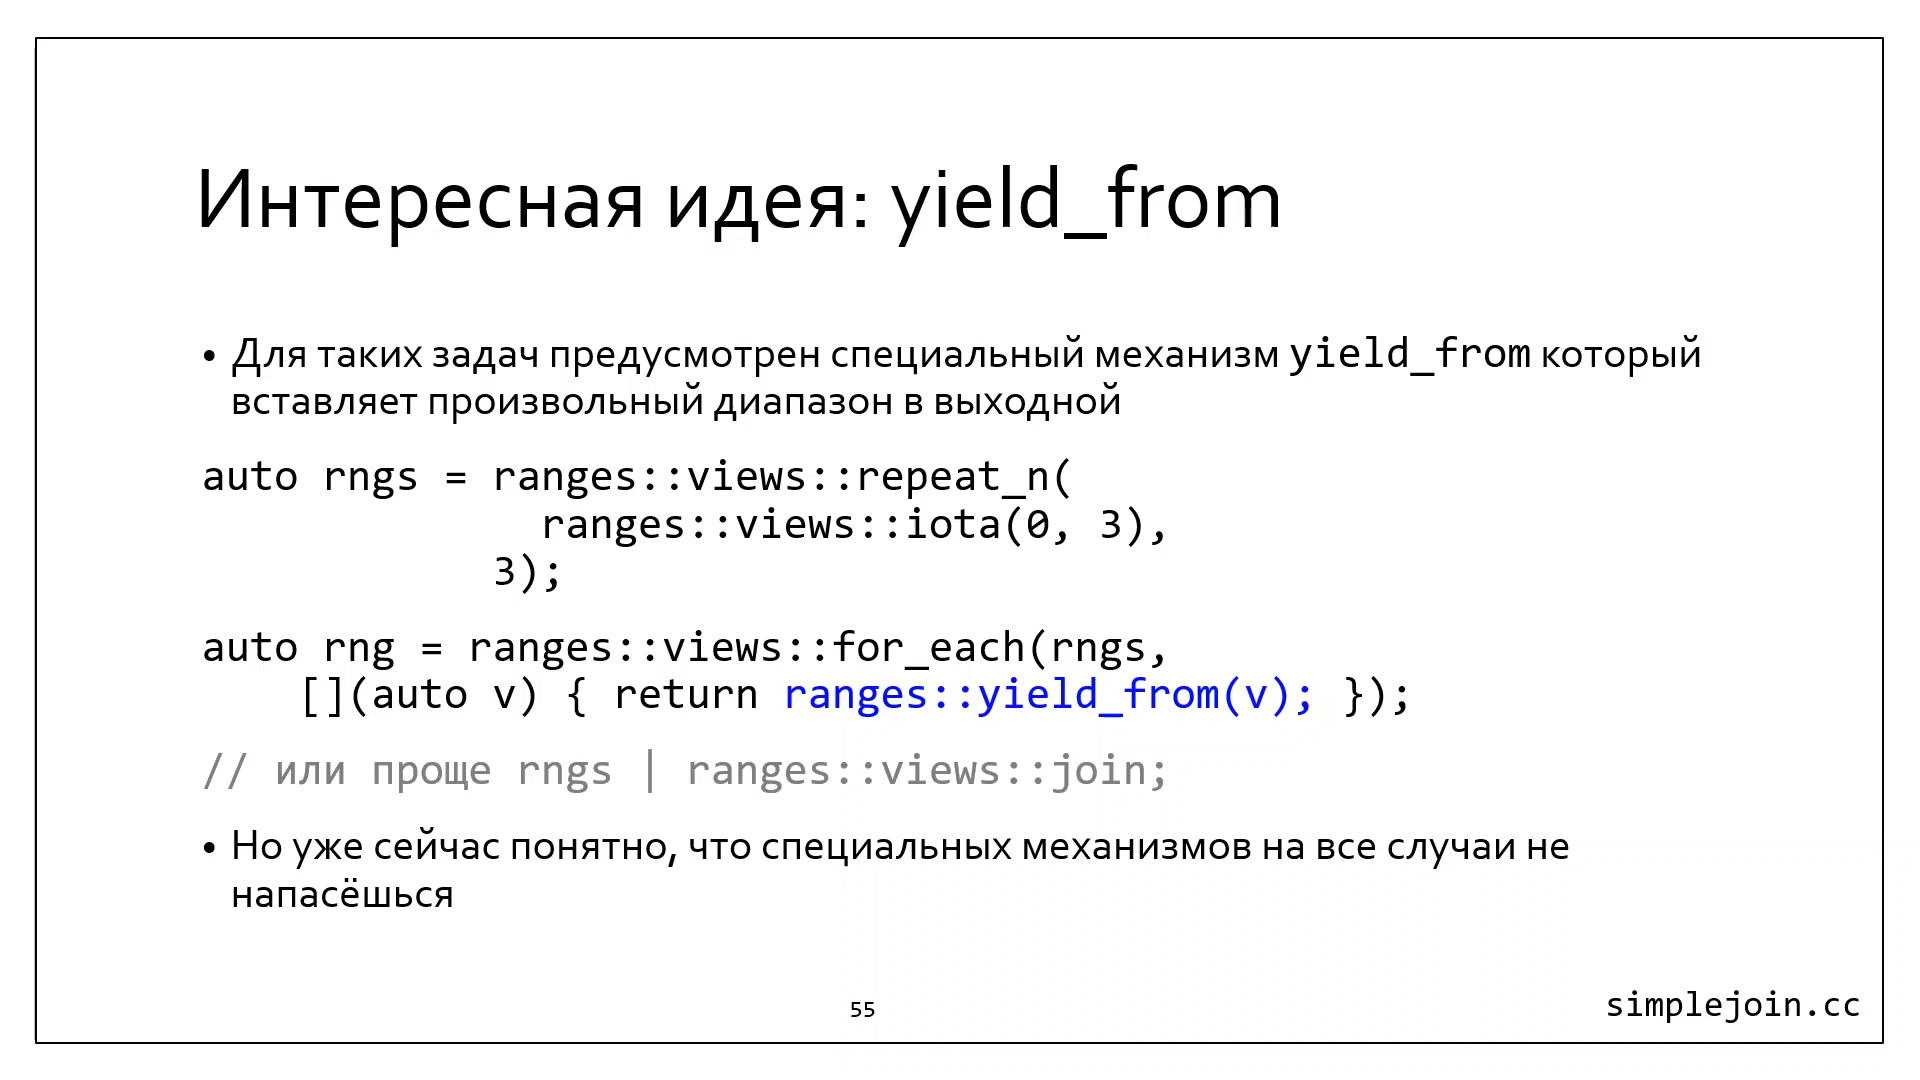 Интересная идея: yield_from
• Для таких задач предусмотрен специальный механизм yield_from который
вставляет произвольный диапазон в выходной
auto rngs = ranges::views::repeat_n(
ranges::views::iota(0, 3),
3);
auto rng = ranges::views::for_each(rngs,
[](auto v) { return ranges::yield_from(v); });
// или проще rngs | ranges::views::join;
• Но уже сейчас понятно, что специальных механизмов на все случаи не
напасёшься
55
simplejoin.cc